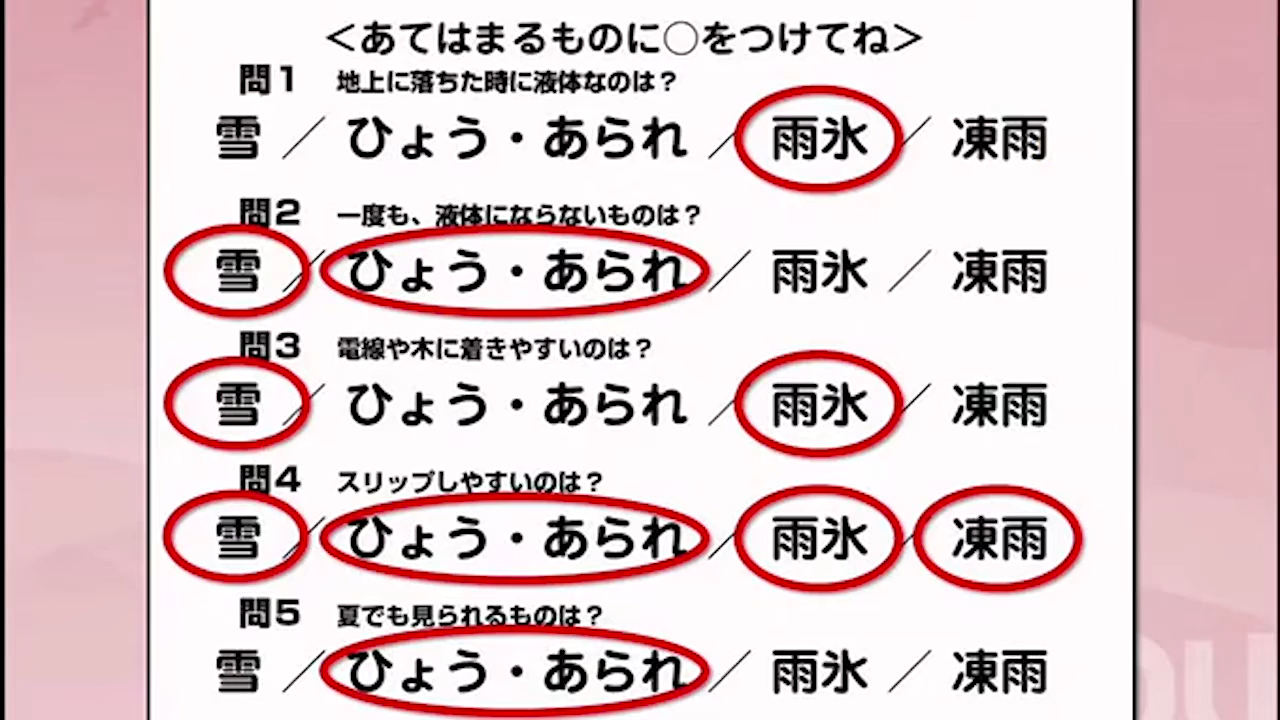 ＜あてはまるものに○をつけてね＞
問1 地上に落ちた時に液体なのは？
雪 ／ ひょう・あられ ／ 雨氷 ／ 凍雨
問2 一度も、液体にならないものは？
雪 ／ ひょう・あられ ／ 雨氷 ／ 凍雨
問3 電線や木に着きやすいのは？
雪 ／ ひょう・あられ ／ 雨氷 ／ 凍雨
問4 スリップしやすいのは？
雪 ／ ひょう・あられ ／ 雨氷 ／ 凍雨
問5 夏でも見られるものは？
雪 ／ ひょう・あられ ／ 雨氷 ／ 凍雨